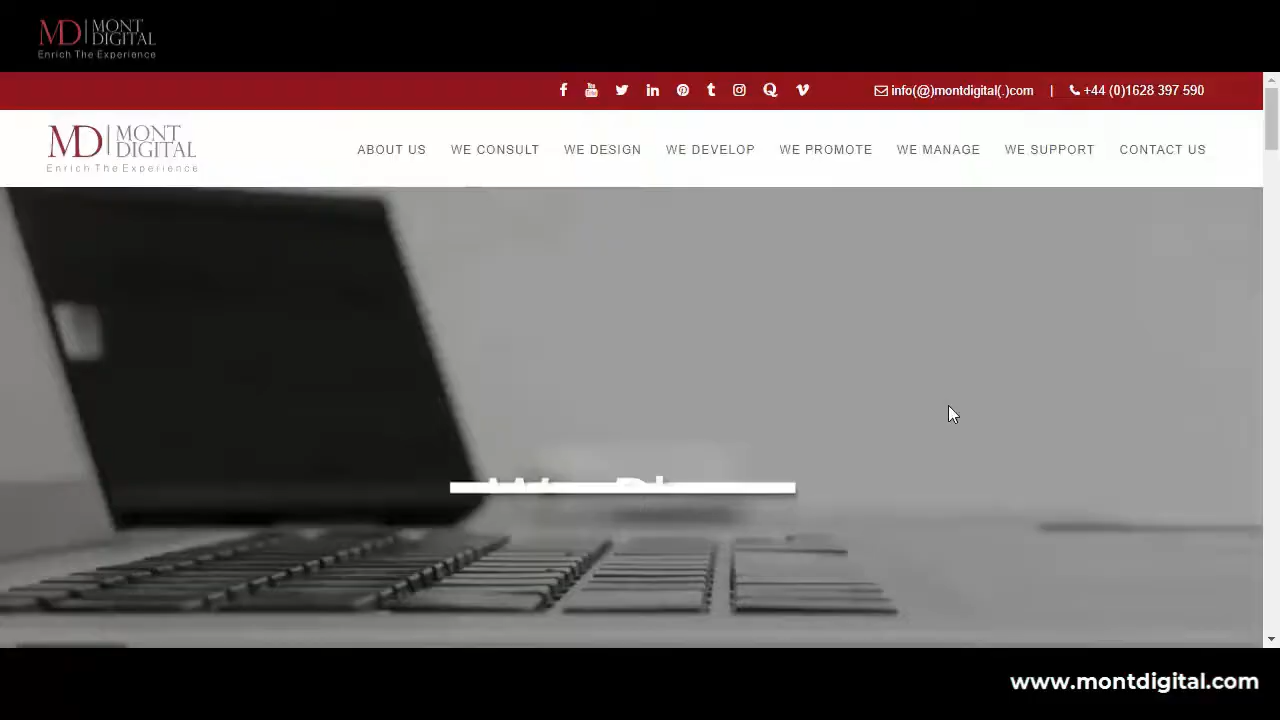 MD MONT
DIGITAL
Enrich The Experience
info(@)montdigital(.)com | +44 (0)1628 397 590
MD MONT
DIGITAL
Enrich The Experience
ABOUT US WE CONSULT WE DESIGN WE DEVELOP WE PROMOTE WE MANAGE WE SUPPORT CONTACT US
www.montdigital.com